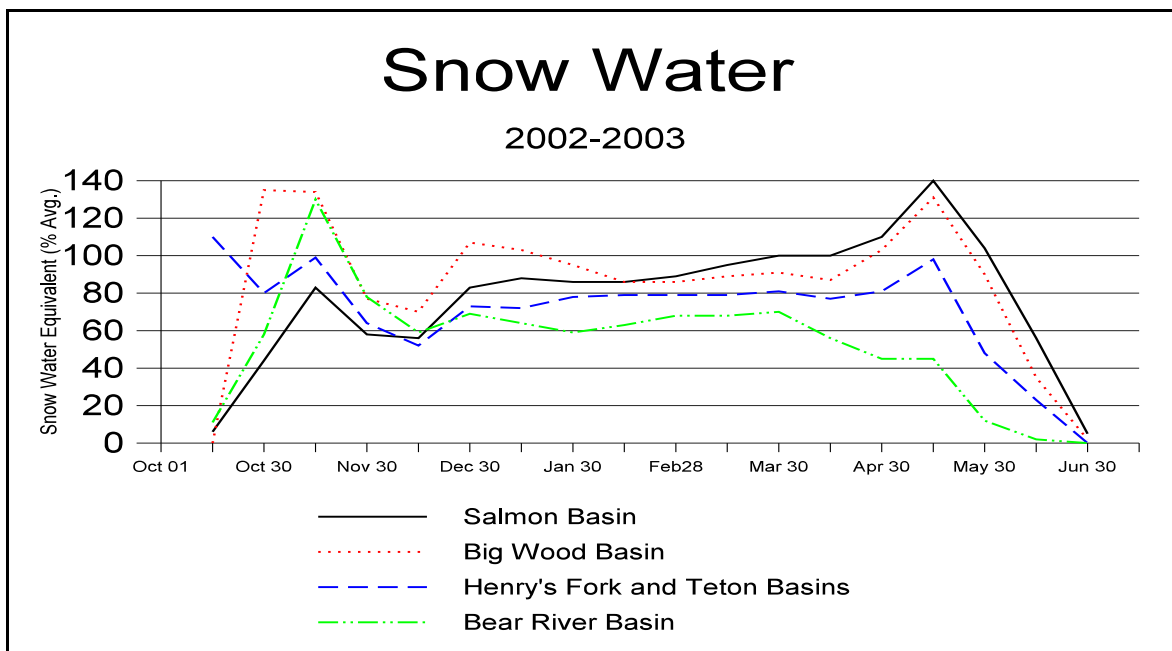 Snow Water
2002-2003
Snow Water Equivalent (% Avg.)
140
120
100
80
60
40
20
0
Oct 01 Oct 30 Nov 30 Dec 30 Jan 30 Feb28 Mar 30 Apr 30 May 30 Jun 30
Salmon Basin
Big Wood Basin
Henry's Fork and Teton Basins
Bear River Basin